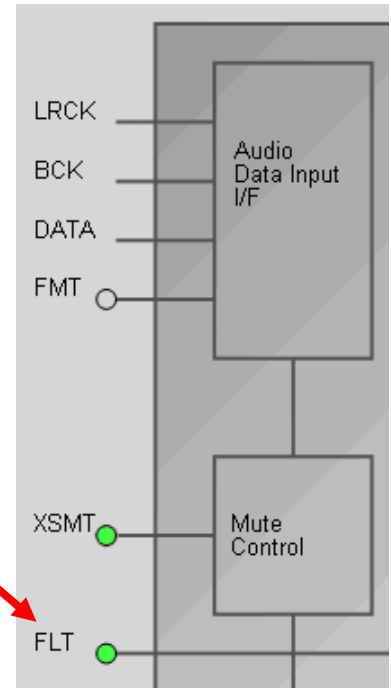 LRCK
BCK
DATA
FMT
Audio
Data Input
I/F
XSMT
Mute
Control
FLT